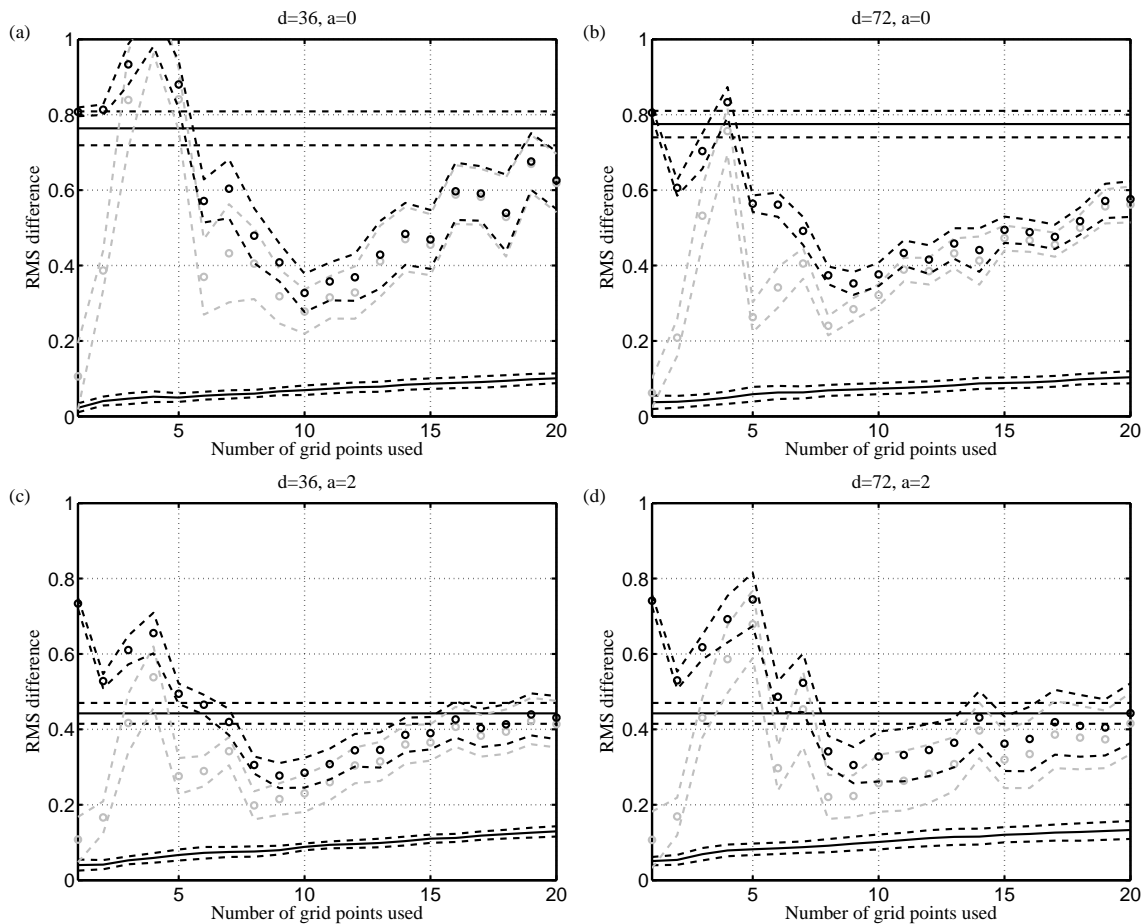 (a)
d=36, a=0
RMS difference
1
0.8
0.6
0.4
0.2
0
5
10
15
20
Number of grid points used
(b)
d=72, a=0
RMS difference
1
0.8
0.6
0.4
0.2
0
5
10
15
20
Number of grid points used
(c)
d=36, a=2
RMS difference
1
0.8
0.6
0.4
0.2
0
5
10
15
20
Number of grid points used
(d)
d=72, a=2
RMS difference
1
0.8
0.6
0.4
0.2
0
5
10
15
20
Number of grid points used